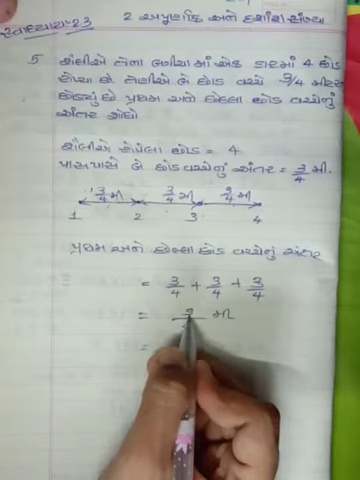 સ્વાધ્યાય 2.3
2 અપૂર્ણાંક અને દશાંશ સંખ્યા
5 શૈલીએ તેના બગીચામાં એક હારમાં 4 છોડ
રોપ્યા છે. તેણીએ બે છોડ વચ્ચે 3/4 મીટર
છોડ્યું છે પ્રથમ અને છેલ્લા છોડ વચ્ચેનું
અંતર શોધો
શૈલીએ રોપેલા છોડ = 4
પાસપાસે બે છોડ વચ્ચેનું અંતર = 3/4 મી.
3/4 મી 3/4 મી 3/4 મી
1 2 3 4
પ્રથમ અને છેલ્લા છોડ વચ્ચેનું અંતર
= 3/4 + 3/4 + 3/4
= 9 મી
=